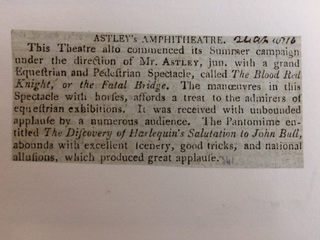 ASTLEY's AMPHITHEATRE.
This Theatre alto commenced its Summer campaign
under the direction of Mr. ASTLEY, jun. with a grand
Equeſtrian and Pedeſtrian Spectacle, called The Blood Red
Knight, or the Fatal Bridge. The manœuvres in this
Spectacle with horſes, affords a treat to the admirers of
equeſtrian exhibitions. It was received with unbounded
applauſe by a numerous audience. The Pantomime en-
titled The Diſcovery of Harlequin's Salutation to John Bull,
abounds with excellent ſcenery, good tricks, and national
alluſions, which produced great applauſe.